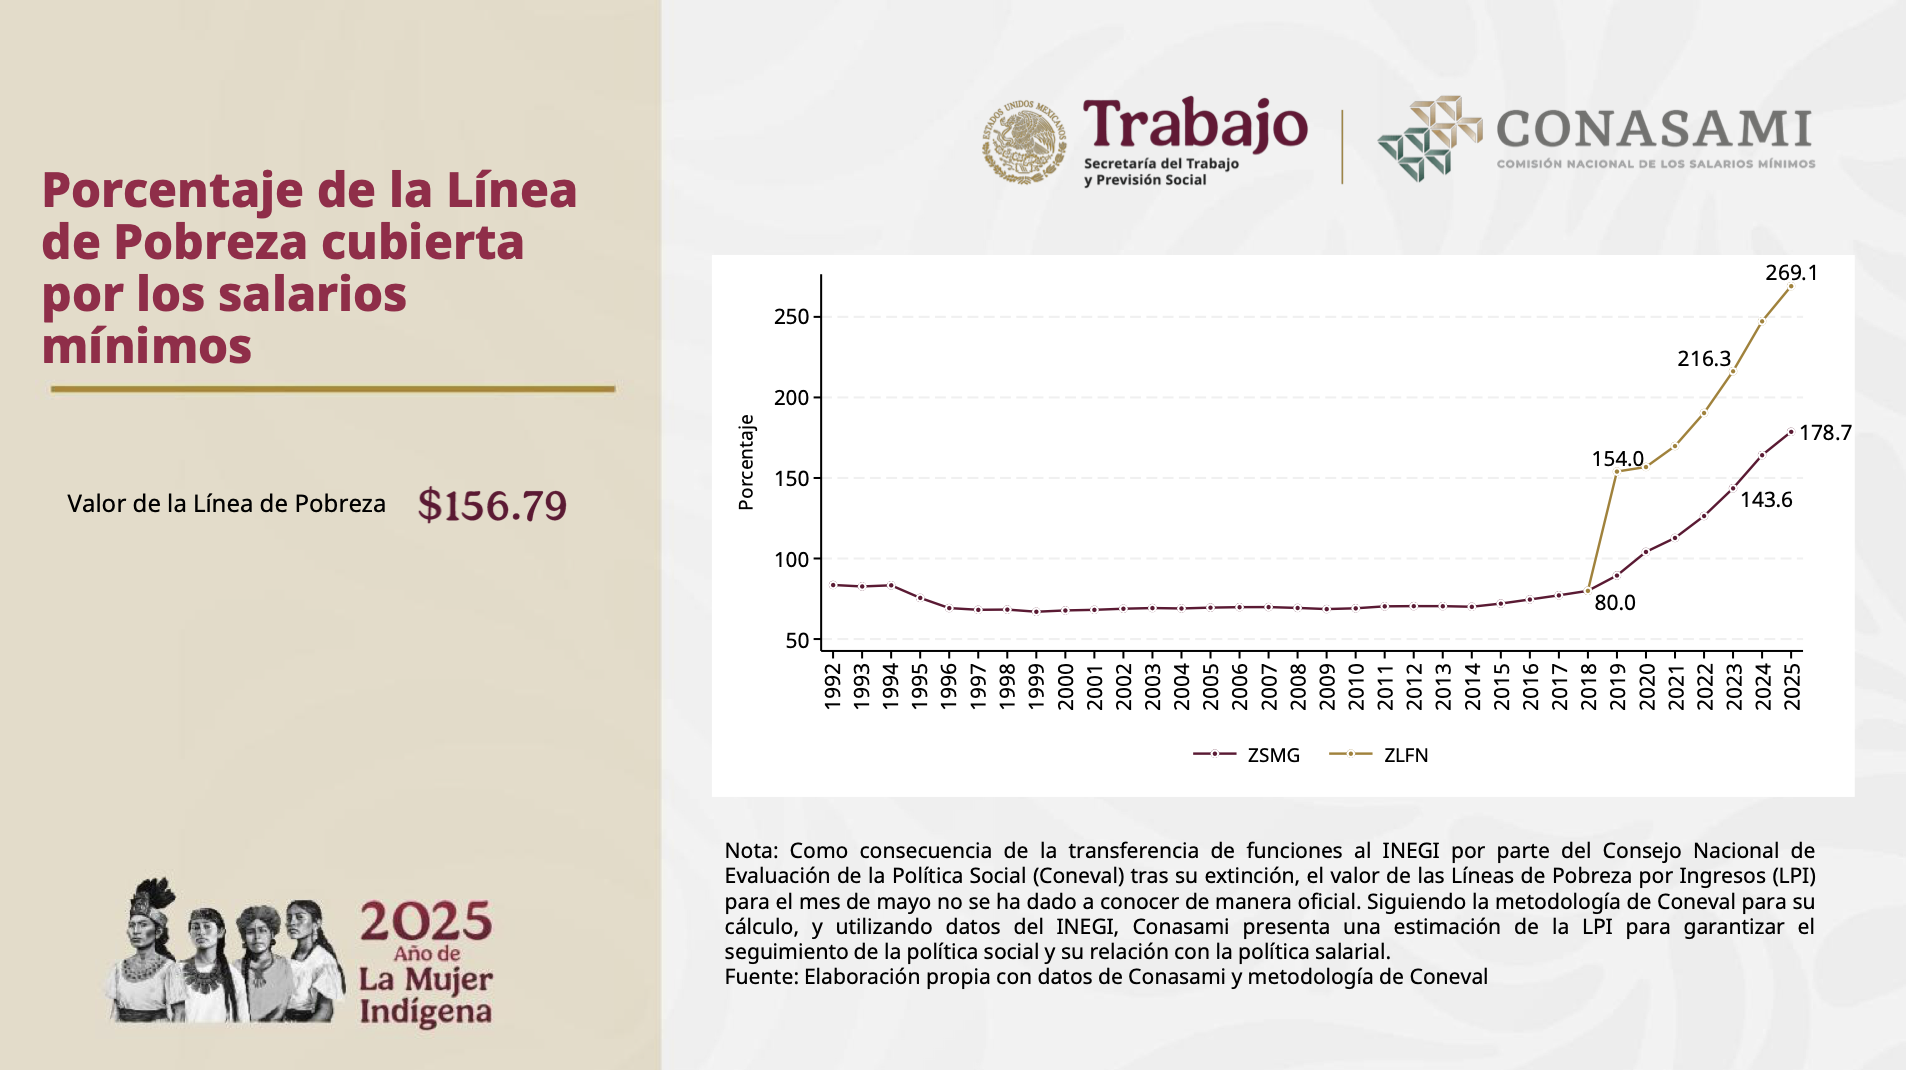 Porcentaje de la Línea
de Pobreza cubierta
por los salarios
mínimos
Valor de la Línea de Pobreza $156.79
2025
Año de
La Mujer
Indígena
ESTADOS UNIDOS MEXICANOS
Trabajo
Secretaría del Trabajo
y Previsión Social
CONASAMI
COMISIÓN NACIONAL DE LOS SALARIOS MÍNIMOS
Porcentaje
250
200
150
100
50
269.1
216.3
178.7
154.0
143.6
80.0
1992 1993 1994 1995 1996 1997 1998 1999 2000 2001 2002 2003 2004 2005 2006 2007 2008 2009 2010 2011 2012 2013 2014 2015 2016 2017 2018 2019 2020 2021 2022 2023 2024 2025
ZSMG ZLFN
Nota: Como consecuencia de la transferencia de funciones al INEGI por parte del Consejo Nacional de
Evaluación de la Política Social (Coneval) tras su extinción, el valor de las Líneas de Pobreza por Ingresos (LPI)
para el mes de mayo no se ha dado a conocer de manera oficial. Siguiendo la metodología de Coneval para su
cálculo, y utilizando datos del INEGI, Conasami presenta una estimación de la LPI para garantizar el
seguimiento de la política social y su relación con la política salarial.
Fuente: Elaboración propia con datos de Conasami y metodología de Coneval